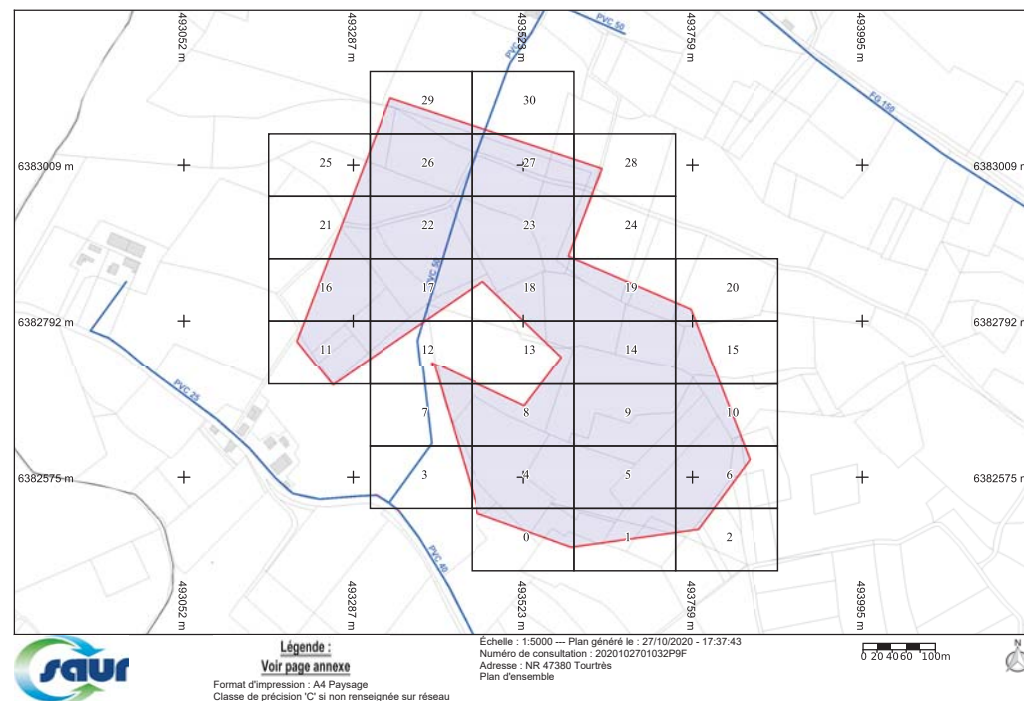 493052 m
493287 m
493523 m
493759 m
493995 m
PVC 50
PVC
FG 150
29
30
6383009 m
25
26
27
28
6383009 m
21
22
23
24
PVC 50
16
17
18
19
20
6382792 m
11
12
13
14
15
6382792 m
PVC 25
7
8
9
10
6382575 m
3
4
5
6
6382575 m
0
1
2
PVC 40
493052 m
493287 m
493523 m
493759 m
493995 m
saur
Légende :
Voir page annexe
Format d'impression : A4 Paysage
Classe de précision 'C' si non renseignée sur réseau
Échelle : 1:5000 --- Plan généré le : 27/10/2020 - 17:37:43
Numéro de consultation : 2020102701032P9F
Adresse : NR 47380 Tourtrès
Plan d'ensemble
0 20 40 60 100m
N